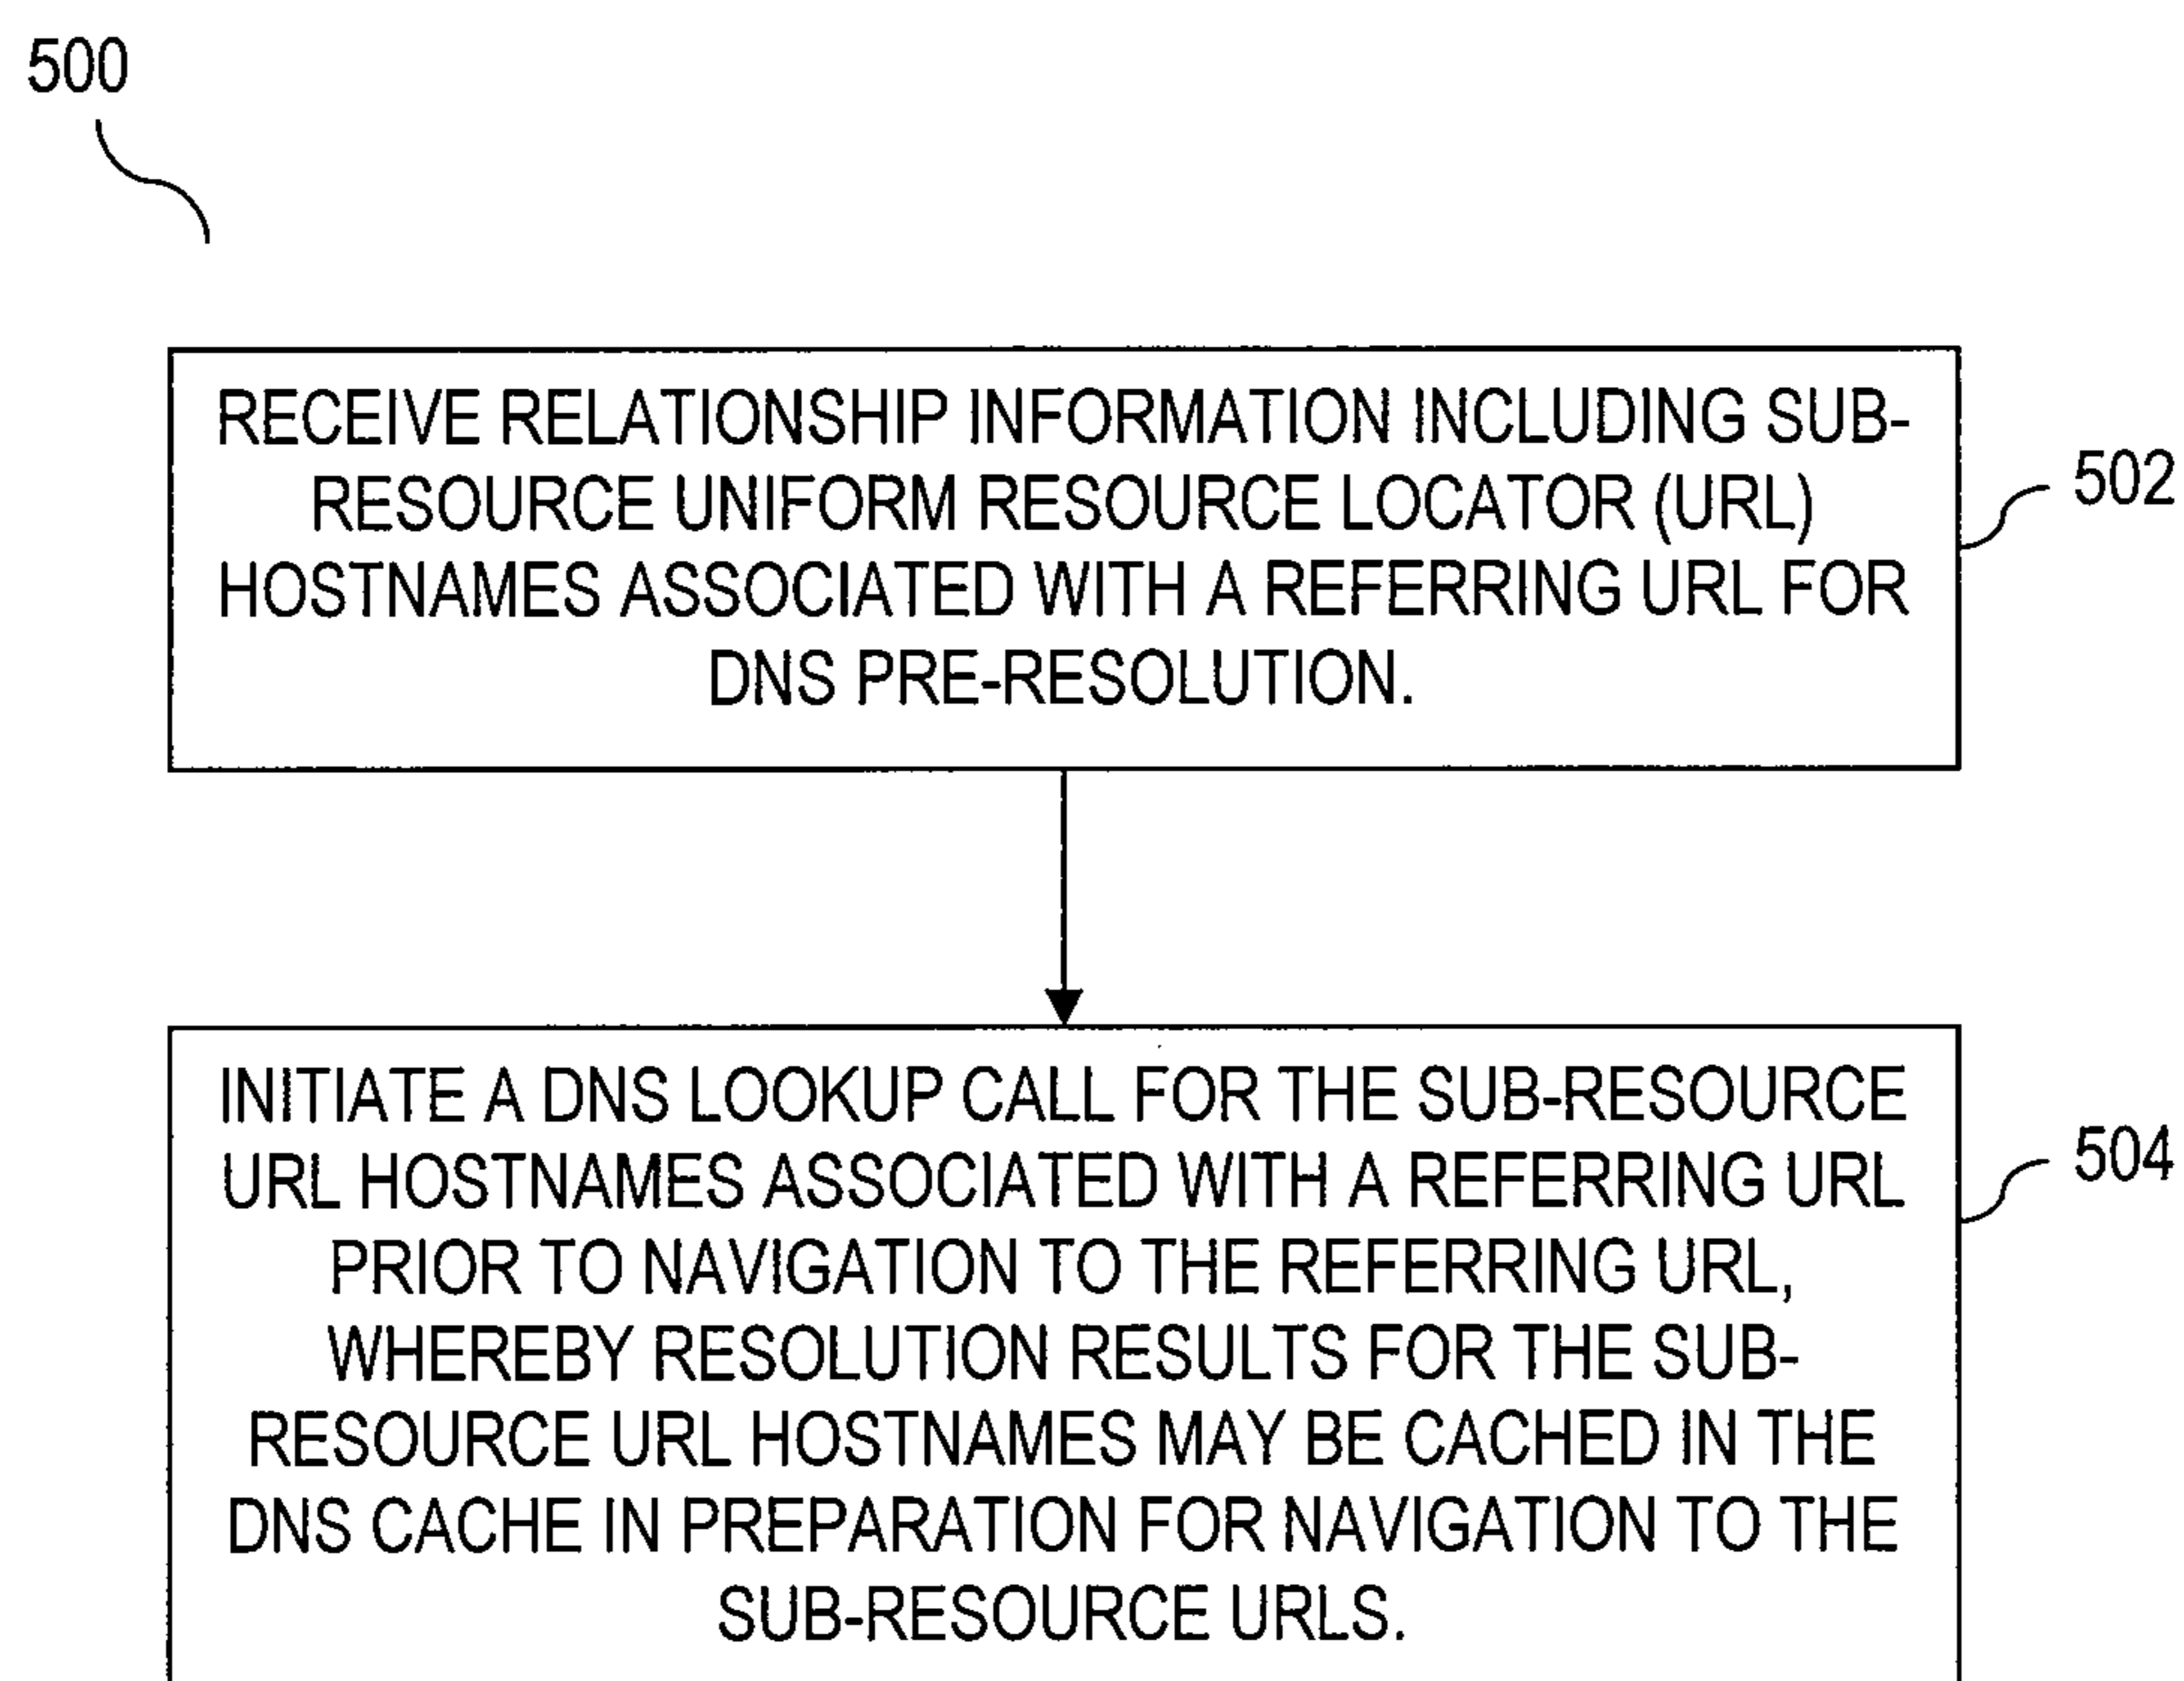 500
RECEIVE RELATIONSHIP INFORMATION INCLUDING SUB-
RESOURCE UNIFORM RESOURCE LOCATOR (URL)
HOSTNAMES ASSOCIATED WITH A REFERRING URL FOR
DNS PRE-RESOLUTION.
502
INITIATE A DNS LOOKUP CALL FOR THE SUB-RESOURCE
URL HOSTNAMES ASSOCIATED WITH A REFERRING URL
PRIOR TO NAVIGATION TO THE REFERRING URL,
WHEREBY RESOLUTION RESULTS FOR THE SUB-
RESOURCE URL HOSTNAMES MAY BE CACHED IN THE
DNS CACHE IN PREPARATION FOR NAVIGATION TO THE
SUB-RESOURCE URLS.
504